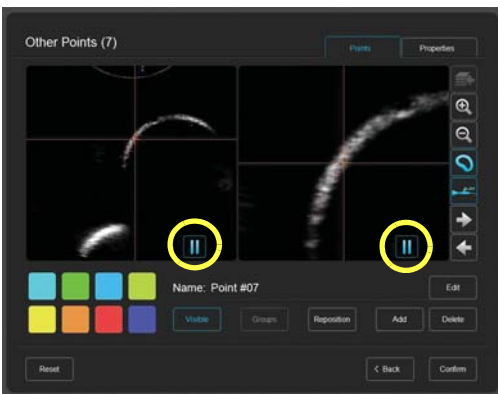 Other Points (7)
Points
Properties
Name: Point #07
Edit
Visible
Groups
Reposition
Add
Delete
Reset
< Back
Confirm